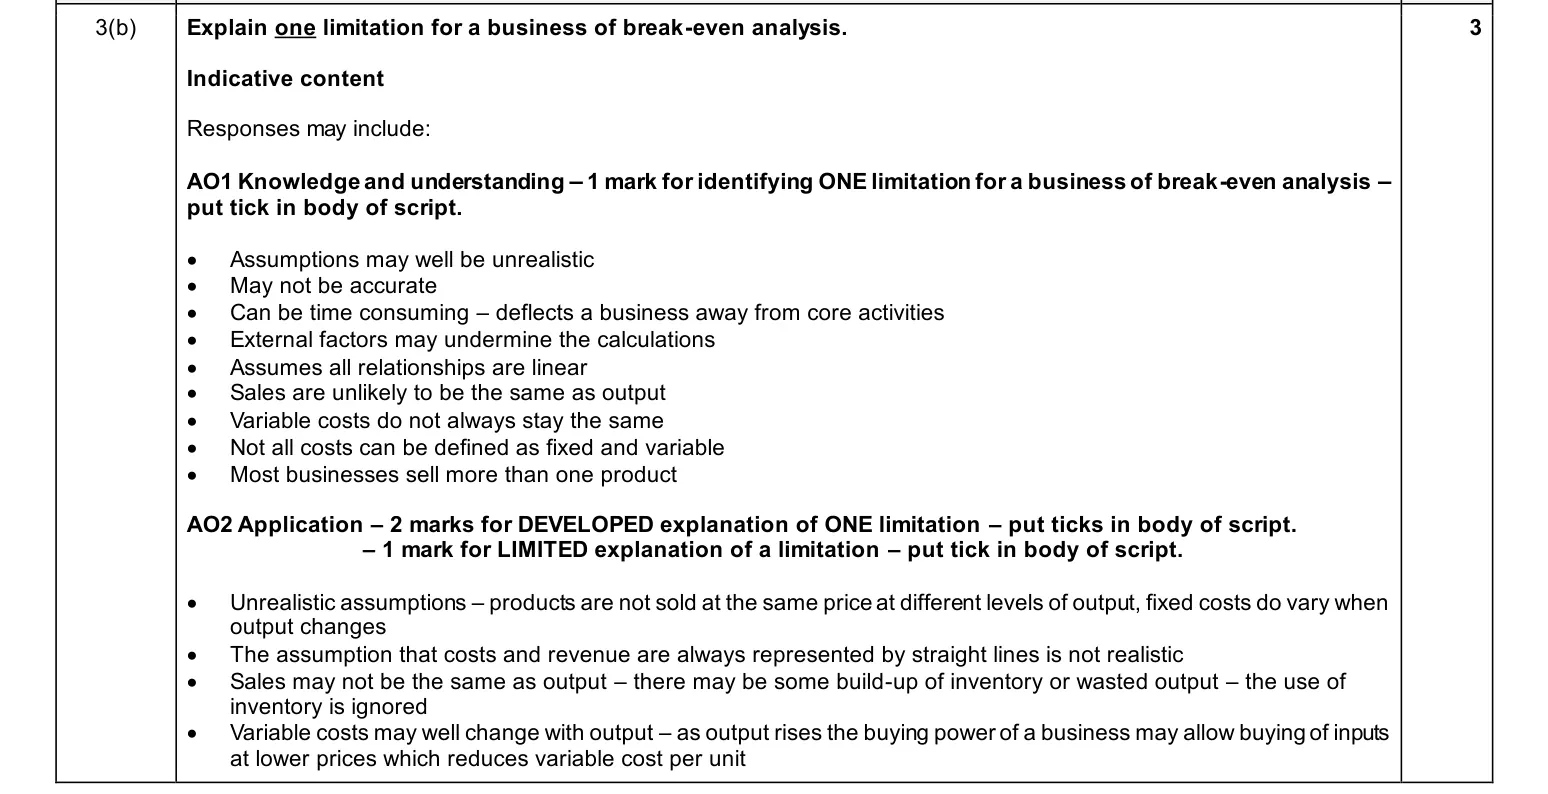 3(b) Explain one limitation for a business of break-even analysis. 3
Indicative content
Responses may include:
AO1 Knowledge and understanding – 1 mark for identifying ONE limitation for a business of break-even analysis –
put tick in body of script.
• Assumptions may well be unrealistic
• May not be accurate
• Can be time consuming – deflects a business away from core activities
• External factors may undermine the calculations
• Assumes all relationships are linear
• Sales are unlikely to be the same as output
• Variable costs do not always stay the same
• Not all costs can be defined as fixed and variable
• Most businesses sell more than one product
AO2 Application – 2 marks for DEVELOPED explanation of ONE limitation – put ticks in body of script.
– 1 mark for LIMITED explanation of a limitation – put tick in body of script.
• Unrealistic assumptions – products are not sold at the same price at different levels of output, fixed costs do vary when
output changes
• The assumption that costs and revenue are always represented by straight lines is not realistic
• Sales may not be the same as output – there may be some build-up of inventory or wasted output – the use of
inventory is ignored
• Variable costs may well change with output – as output rises the buying power of a business may allow buying of inputs
at lower prices which reduces variable cost per unit